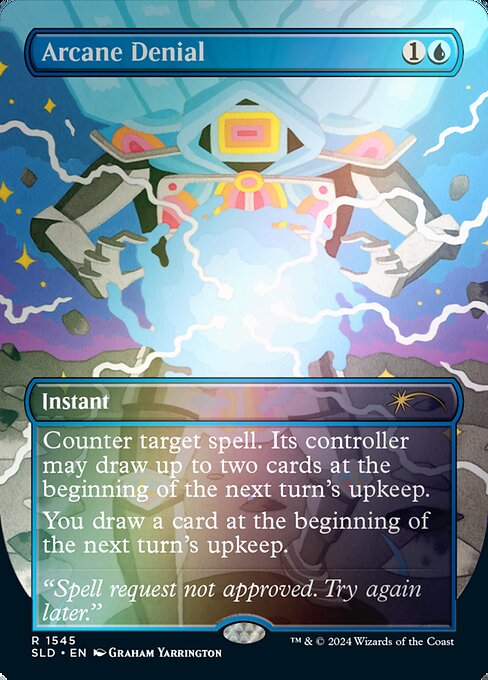 Arcane Denial 1
Instant
Counter target spell. Its controller
may draw up to two cards at the
beginning of the next turn's upkeep.
You draw a card at the beginning of
the next turn's upkeep.
"Spell request not approved. Try again
later."
R 1545
SLD • EN Graham Yarrington
™ & © 2024 Wizards of the Coast